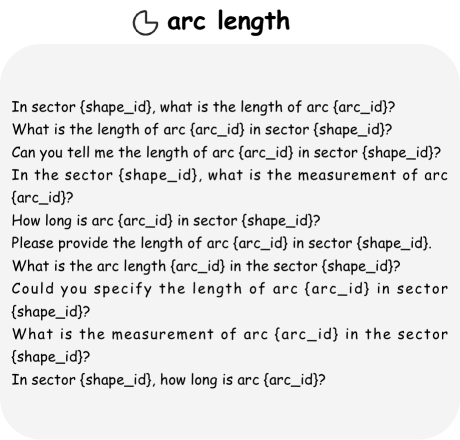 arc length
In sector {shape_id}, what is the length of arc {arc_id}?
What is the length of arc {arc_id} in sector {shape_id}?
Can you tell me the length of arc {arc_id} in sector {shape_id}?
In the sector {shape_id}, what is the measurement of arc
{arc_id}?
How long is arc {arc_id} in sector {shape_id}?
Please provide the length of arc {arc_id} in sector {shape_id}.
What is the arc length {arc_id} in the sector {shape_id}?
Could you specify the length of arc {arc_id} in sector
{shape_id}?
What is the measurement of arc {arc_id} in the sector
{shape_id}?
In sector {shape_id}, how long is arc {arc_id}?